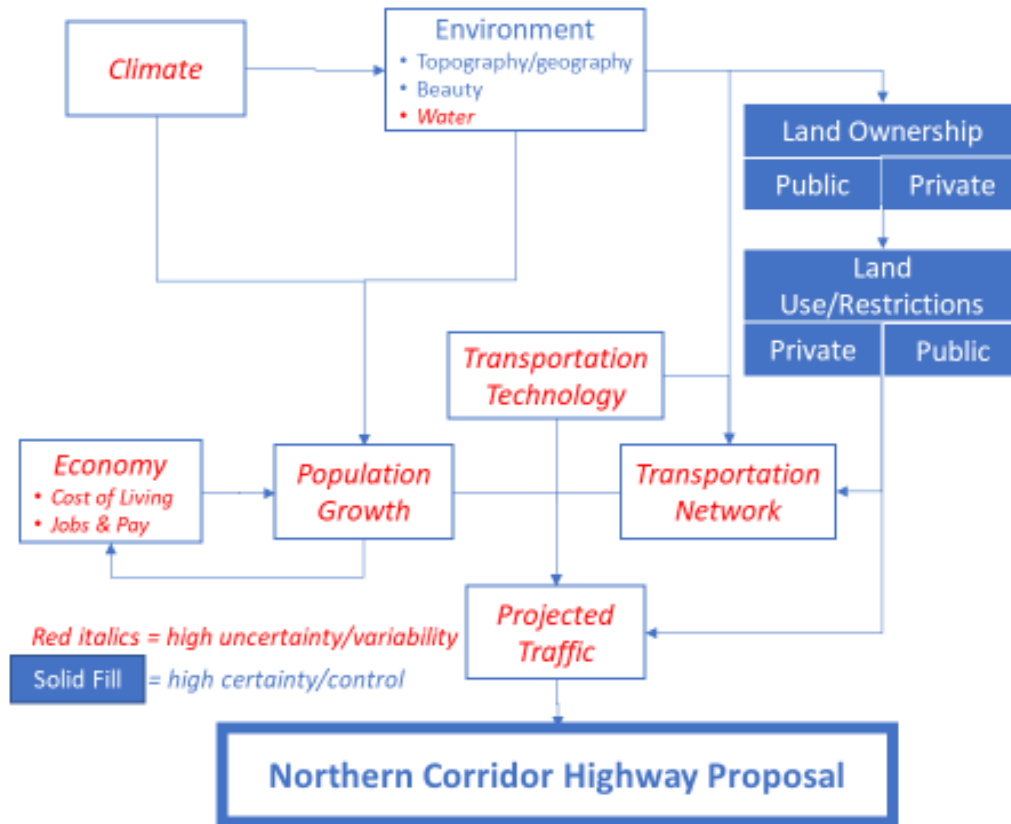 Climate
Environment
• Topography/geography
• Beauty
• Water
Land Ownership
Public
Private
Land
Use/Restrictions
Private
Public
Transportation
Technology
Economy
• Cost of Living
• Jobs & Pay
Population
Growth
Transportation
Network
Projected
Traffic
Red italics = high uncertainty/variability
Solid Fill = high certainty/control
Northern Corridor Highway Proposal